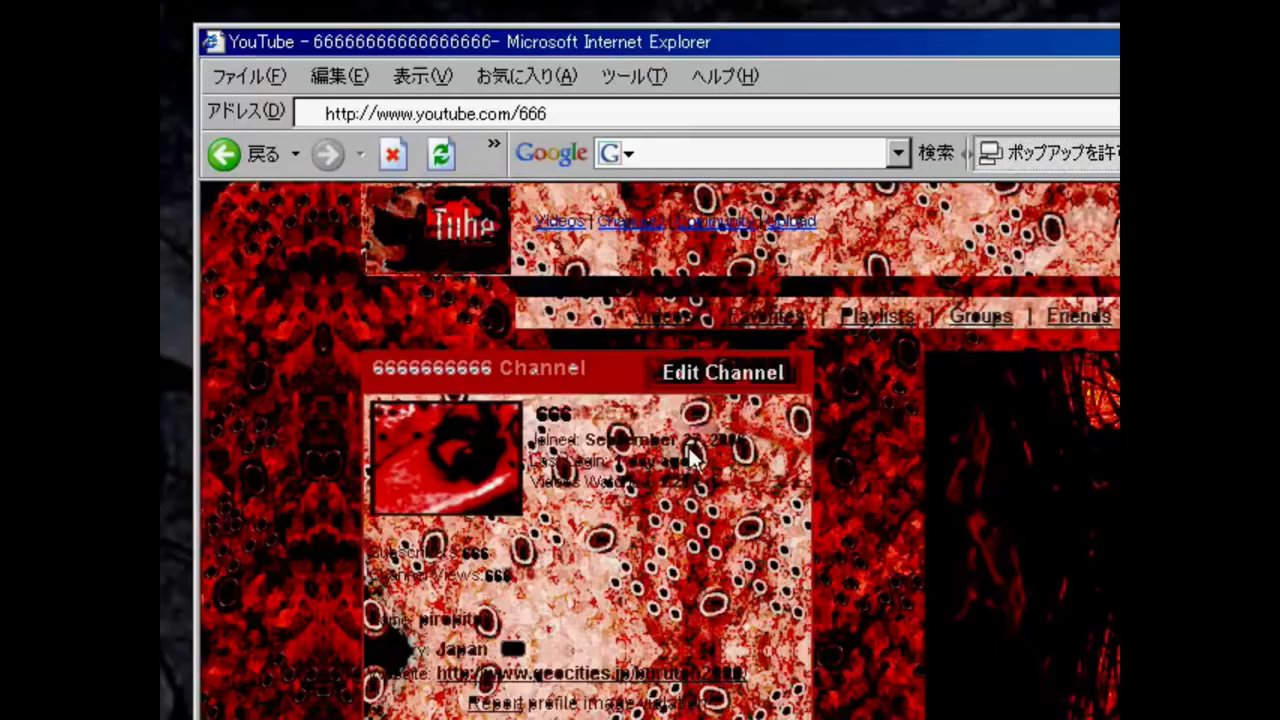 YouTube - 66666666666666666- Microsoft Internet Explorer
ファイル(F) 編集(E) 表示(V) お気に入り(A) ツール(T) ヘルプ(H)
アドレス(D) http://www.youtube.com/666
戻る » Google G 検索 ポップアップを許
Tube Videos | Channels | Community | Upload
Videos | Favorites | Playlists | Groups | Friends
6666666666 Channel Edit Channel
666
Joined: September 27,
Last Login:
Videos Watched:
Subscribers: 666
Channel Views: 666
Name:
Japan
Website: http://www.geocities.jp/
Report profile image violation